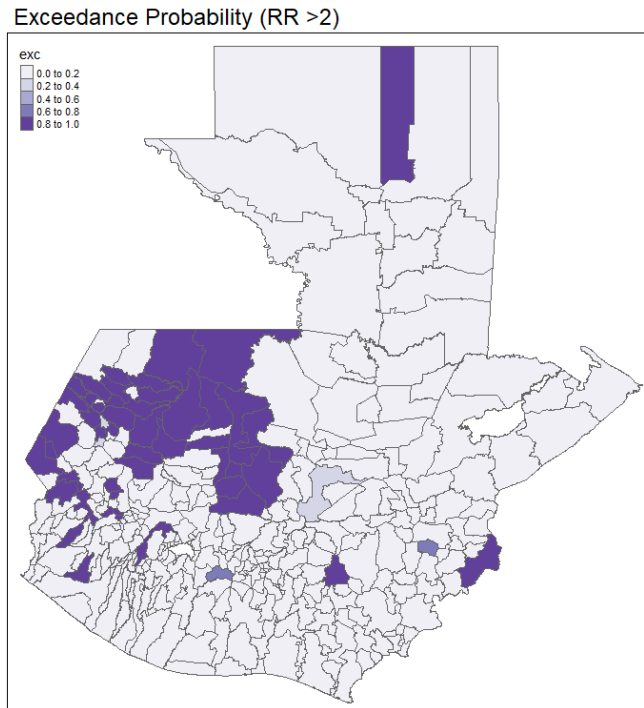 Exceedance Probability (RR >2)
exc
0.0 to 0.2
0.2 to 0.4
0.4 to 0.6
0.6 to 0.8
0.8 to 1.0